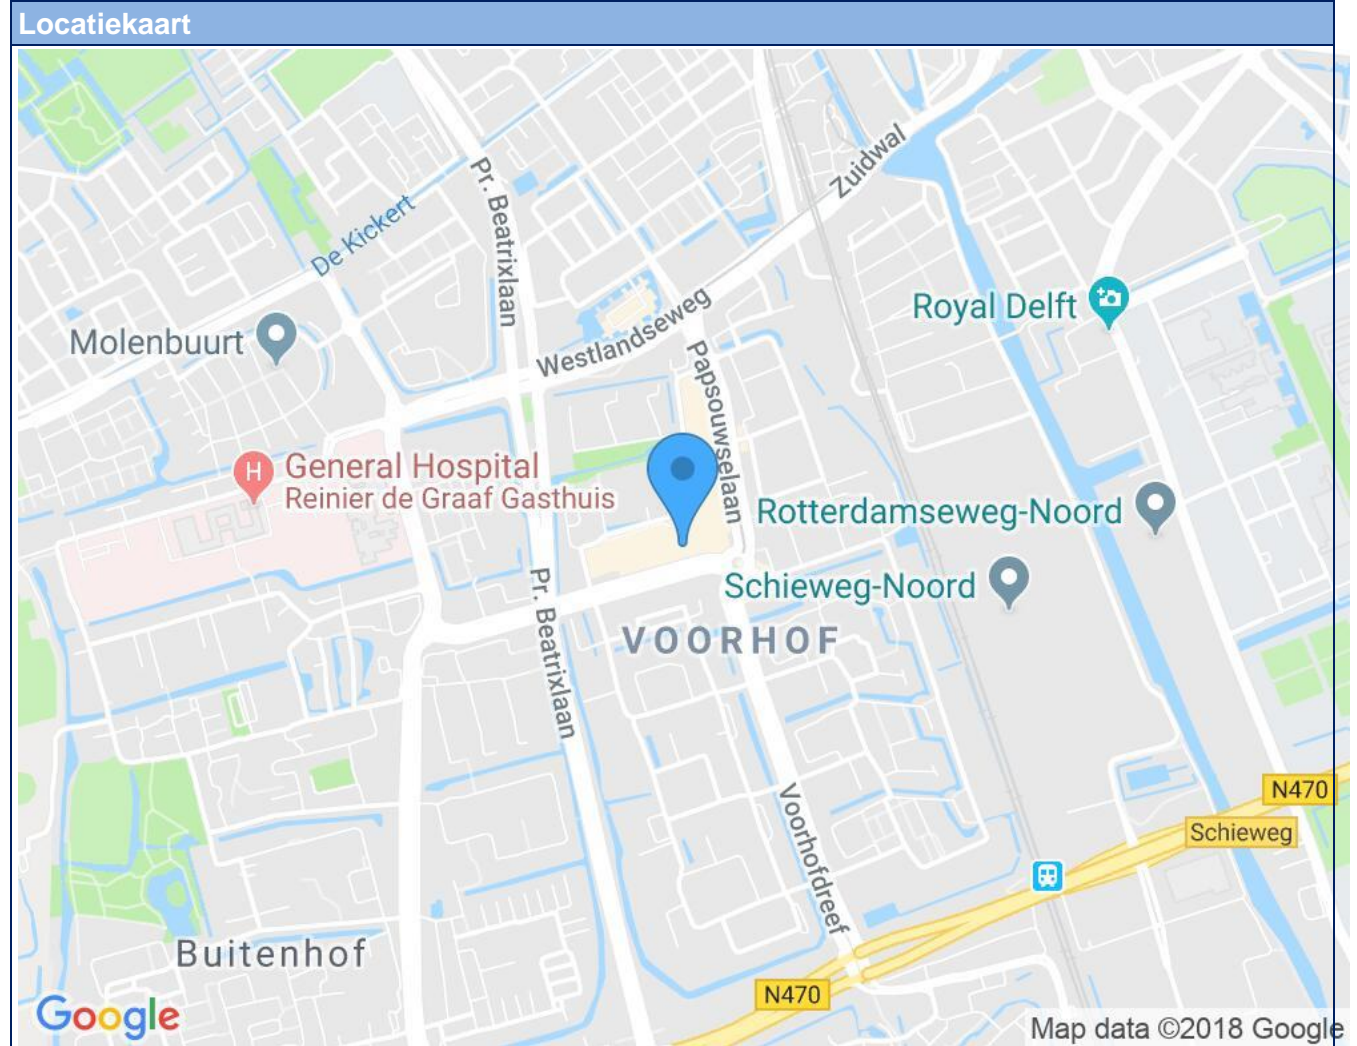 Locatiekaart
Zuidwal
Pr. Beatrixlaan
De Kickert
Royal Delft
Westlandseweg
Molenbuurt
Papsouwselaan
H
General Hospital
Reinier de Graaf Gasthuis
Rotterdamseweg-Noord
Schieweg-Noord
Pr. Beatrixlaan
VOORHOF
N470
Schieweg
Voorhofdreef
Buitenhof
N470
Google
Map data ©2018 Google